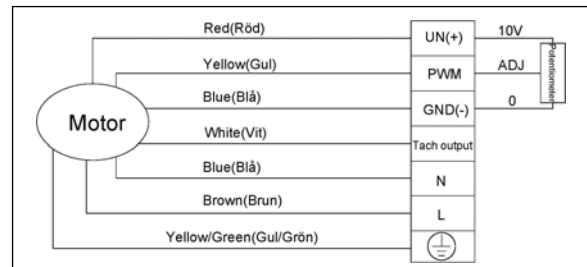 Red(Röd)
UN(+)
10V
Yellow(Gul)
PWM
ADJ
Potentiometer
Blue(Blå)
GND(-)
0
Motor
White(Vit)
Tach output
Blue(Blå)
N
Brown(Brun)
L
Yellow/Green(Gul/Grön)